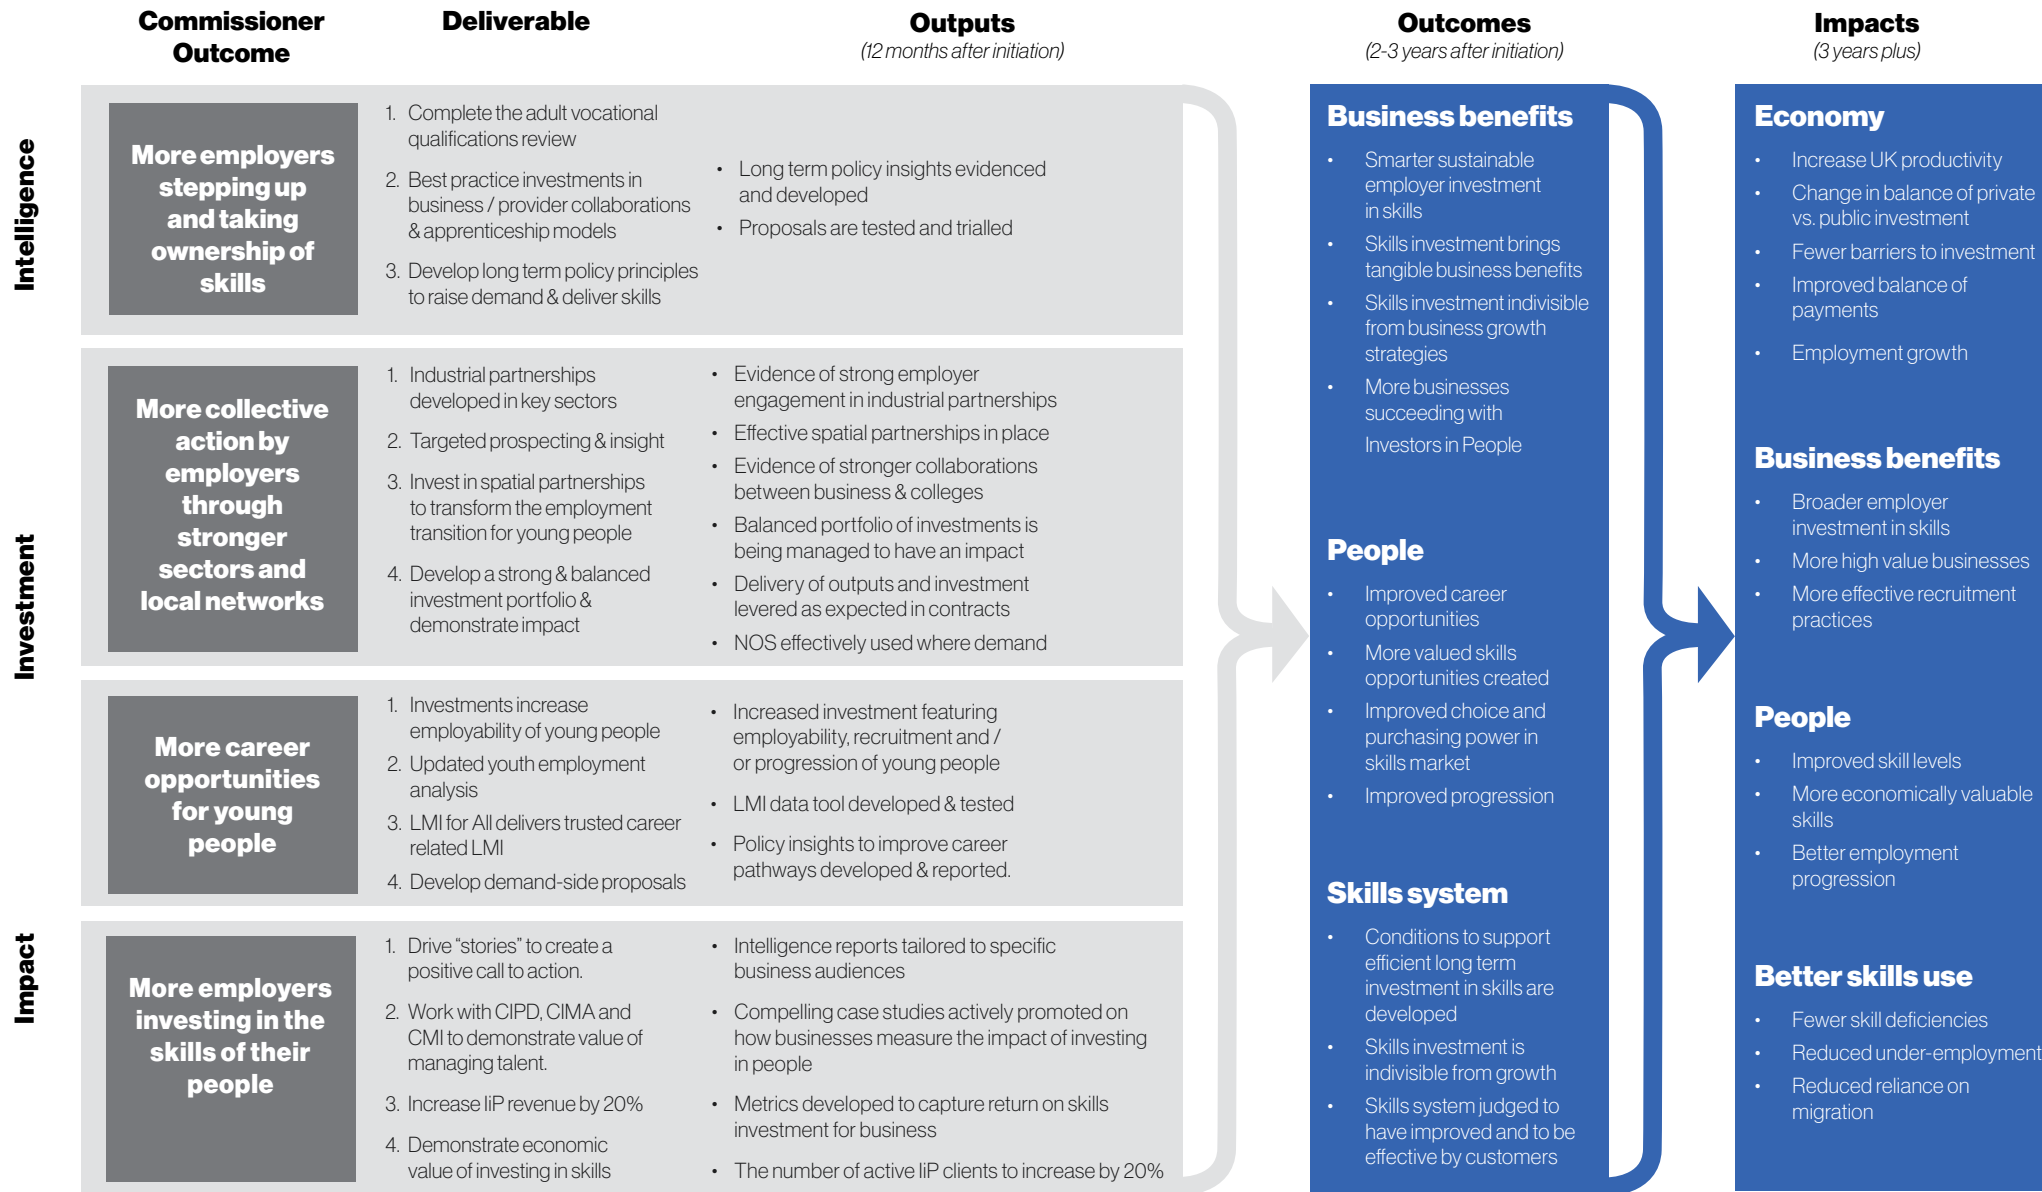 Commissioner
Outcome
Deliverable
Outputs
(12 months after initiation)
Outcomes
(2-3 years after initiation)
Impacts
(3 years plus)
Intelligence
More employers
stepping up
and taking
ownership of
skills
1. Complete the adult vocational
qualifications review
2. Best practice investments in
business / provider collaborations
& apprenticeship models
3. Develop long term policy principles
to raise demand & deliver skills
• Long term policy insights evidenced
and developed
• Proposals are tested and trialled
Investment
More collective
action by
employers
through
stronger
sectors and
local networks
1. Industrial partnerships
developed in key sectors
2. Targeted prospecting & insight
3. Invest in spatial partnerships
to transform the employment
transition for young people
4. Develop a strong & balanced
investment portfolio &
demonstrate impact
• Evidence of strong employer
engagement in industrial partnerships
• Effective spatial partnerships in place
• Evidence of stronger collaborations
between business & colleges
• Balanced portfolio of investments is
being managed to have an impact
• Delivery of outputs and investment
levered as expected in contracts
• NOS effectively used where demand
More career
opportunities
for young
people
1. Investments increase
employability of young people
2. Updated youth employment
analysis
3. LMI for All delivers trusted career
related LMI
4. Develop demand-side proposals
• Increased investment featuring
employability, recruitment and /
or progression of young people
• LMI data tool developed & tested
• Policy insights to improve career
pathways developed & reported.
Impact
More employers
investing in the
skills of their
people
1. Drive “stories” to create a
positive call to action.
2. Work with CIPD, CIMA and
CMI to demonstrate value of
managing talent.
3. Increase IiP revenue by 20%
4. Demonstrate economic
value of investing in skills
• Intelligence reports tailored to specific
business audiences
• Compelling case studies actively promoted on
how businesses measure the impact of investing
in people
• Metrics developed to capture return on skills
investment for business
• The number of active IiP clients to increase by 20%
Business benefits
• Smarter sustainable
employer investment
in skills
• Skills investment brings
tangible business benefits
• Skills investment indivisible
from business growth
strategies
• More businesses
succeeding with
Investors in People
People
• Improved career
opportunities
• More valued skills
opportunities created
• Improved choice and
purchasing power in
skills market
• Improved progression
Skills system
• Conditions to support
efficient long term
investment in skills are
developed
• Skills investment is
indivisible from growth
• Skills system judged to
have improved and to be
effective by customers
Economy
• Increase UK productivity
• Change in balance of private
vs. public investment
• Fewer barriers to investment
• Improved balance of
payments
• Employment growth
Business benefits
• Broader employer
investment in skills
• More high value businesses
• More effective recruitment
practices
People
• Improved skill levels
• More economically valuable
skills
• Better employment
progression
Better skills use
• Fewer skill deficiencies
• Reduced under-employment
• Reduced reliance on
migration